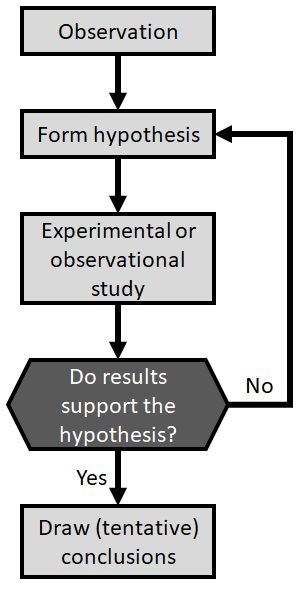 Observation
Form hypothesis
Experimental or
observational
study
Do results
support the
hypothesis?
No
Yes
Draw (tentative)
conclusions